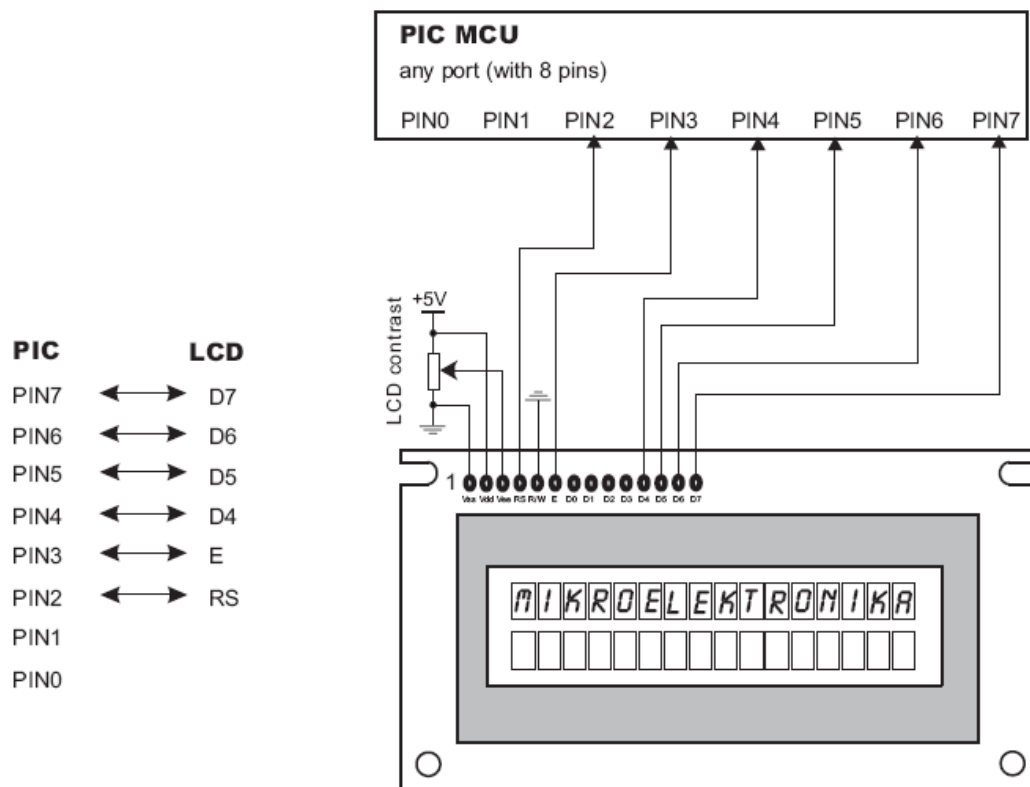 PIC MCU
any port (with 8 pins)
PIN0 PIN1 PIN2 PIN3 PIN4 PIN5 PIN6 PIN7
+5V
LCD contrast
PIC LCD
PIN7 D7
PIN6 D6
PIN5 D5
PIN4 D4
PIN3 E
PIN2 RS
PIN1
PIN0
1
Vss Vdd Vee RS R/W E D0 D1 D2 D3 D4 D5 D6 D7
MIKROELEKTRONIKA